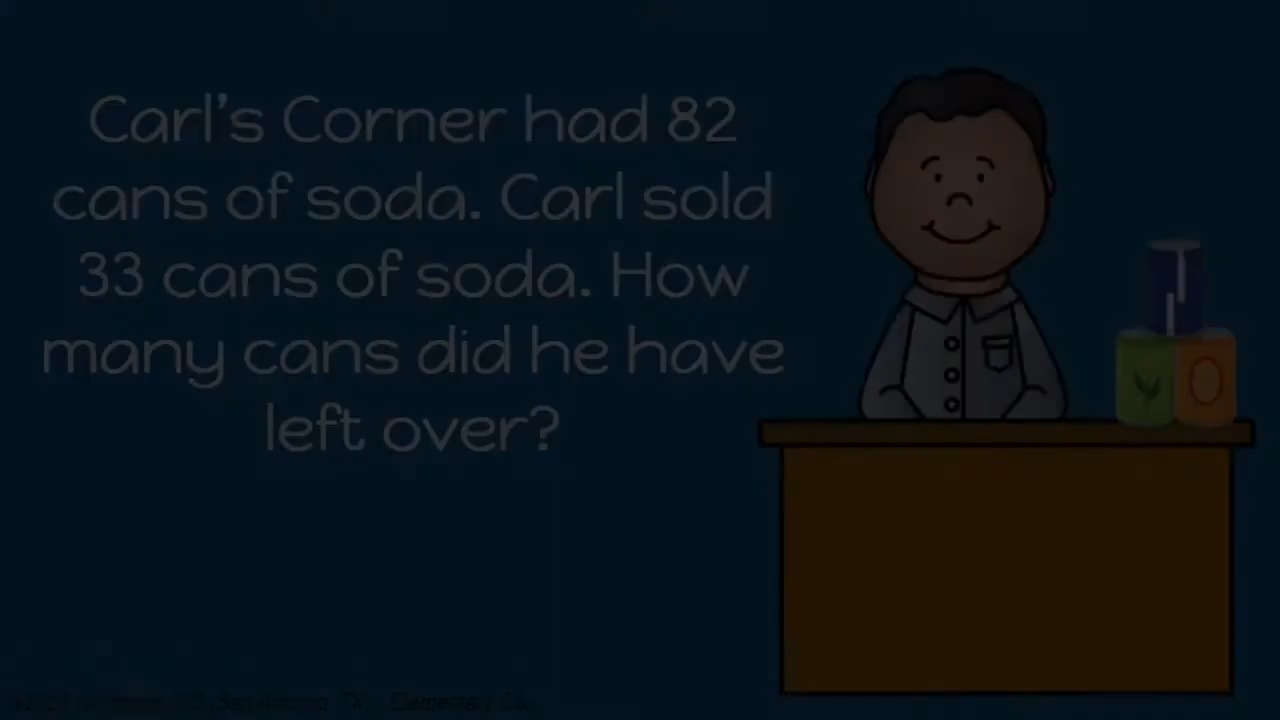 Carl's Corner had 82
cans of soda. Carl sold
33 cans of soda. How
many cans did he have
left over?